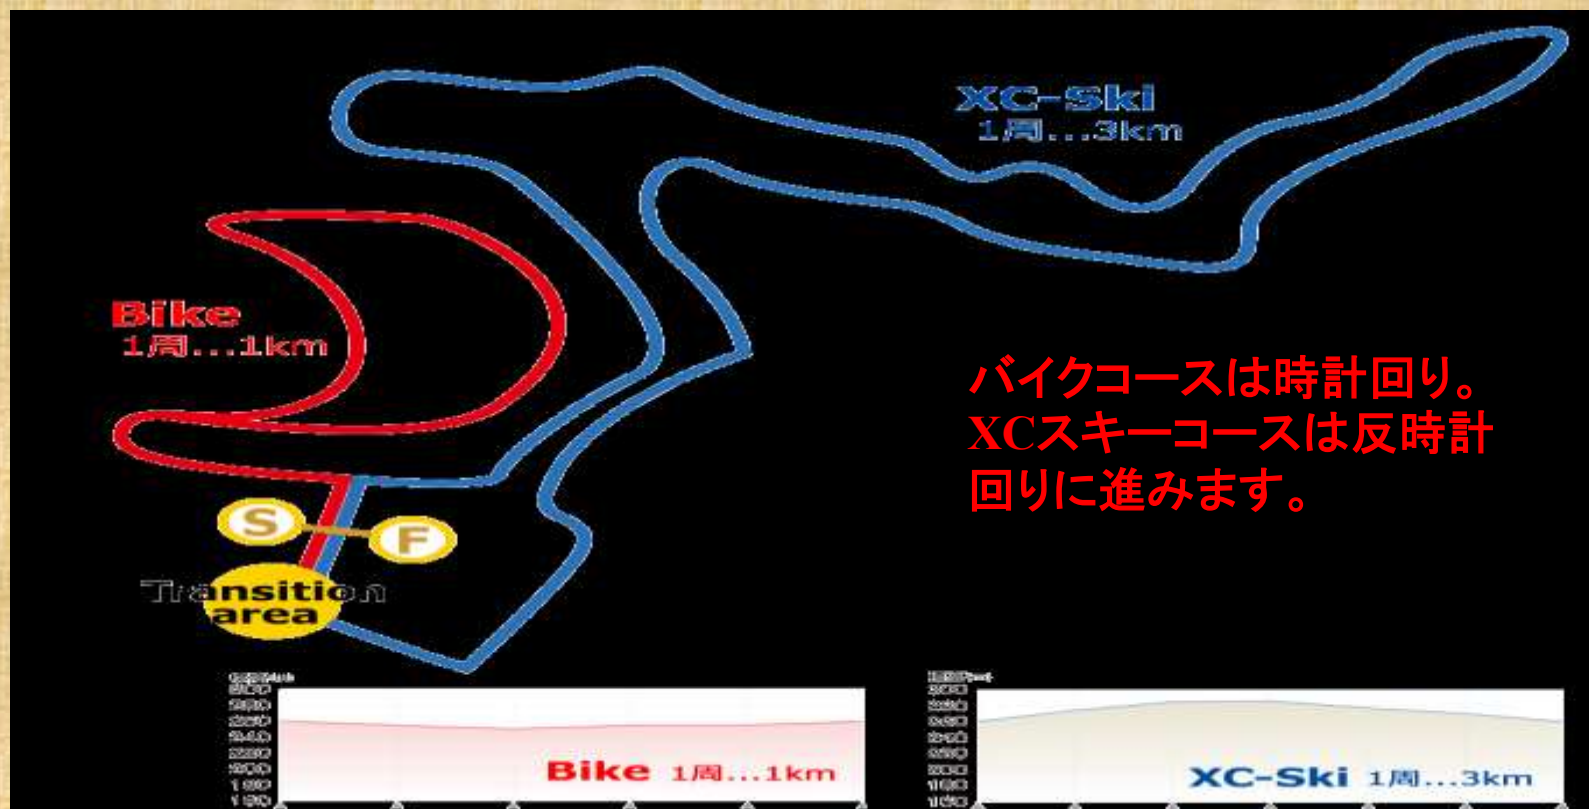 XC-Ski
1周...3km
Bike
1周...1km
バイクコースは時計回り。
XCスキーコースは反時計
回りに進みます。
S
F
Transition
area
Bike 1周...1km
XC-Ski 1周...3km